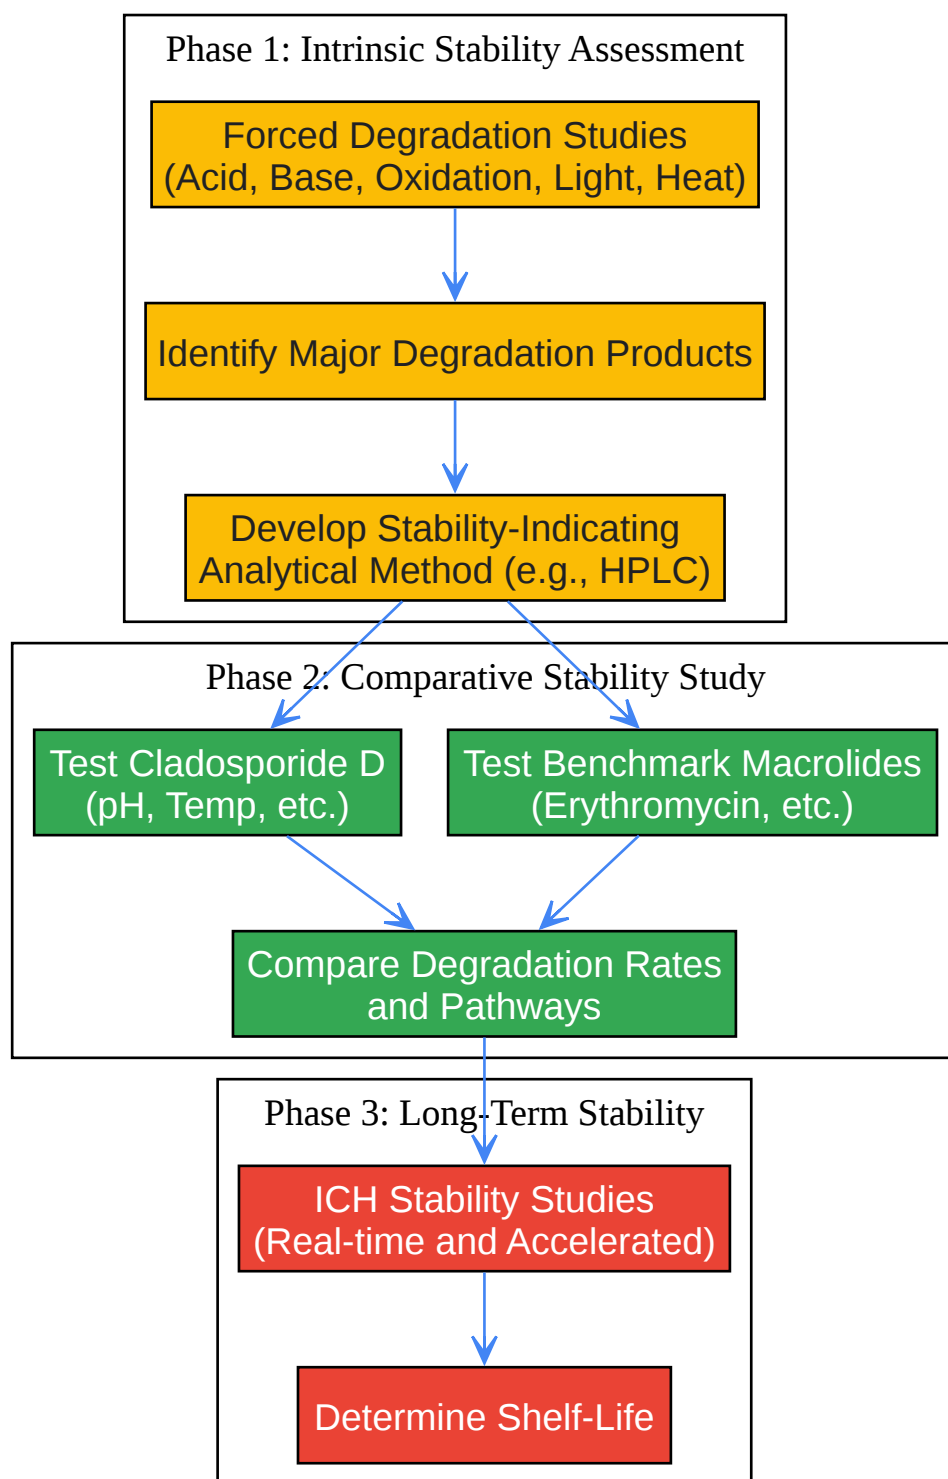 Phase 1: Intrinsic Stability Assessment
Forced Degradation Studies
(Acid, Base, Oxidation, Light, Heat)
Identify Major Degradation Products
Develop Stability-Indicating
Analytical Method (e.g., HPLC)
Phase 2: Comparative Stability Study
Test Cladosporide D
(pH, Temp, etc.)
Test Benchmark Macrolides
(Erythromycin, etc.)
Compare Degradation Rates
and Pathways
Phase 3: Long-Term Stability
ICH Stability Studies
(Real-time and Accelerated)
Determine Shelf-Life